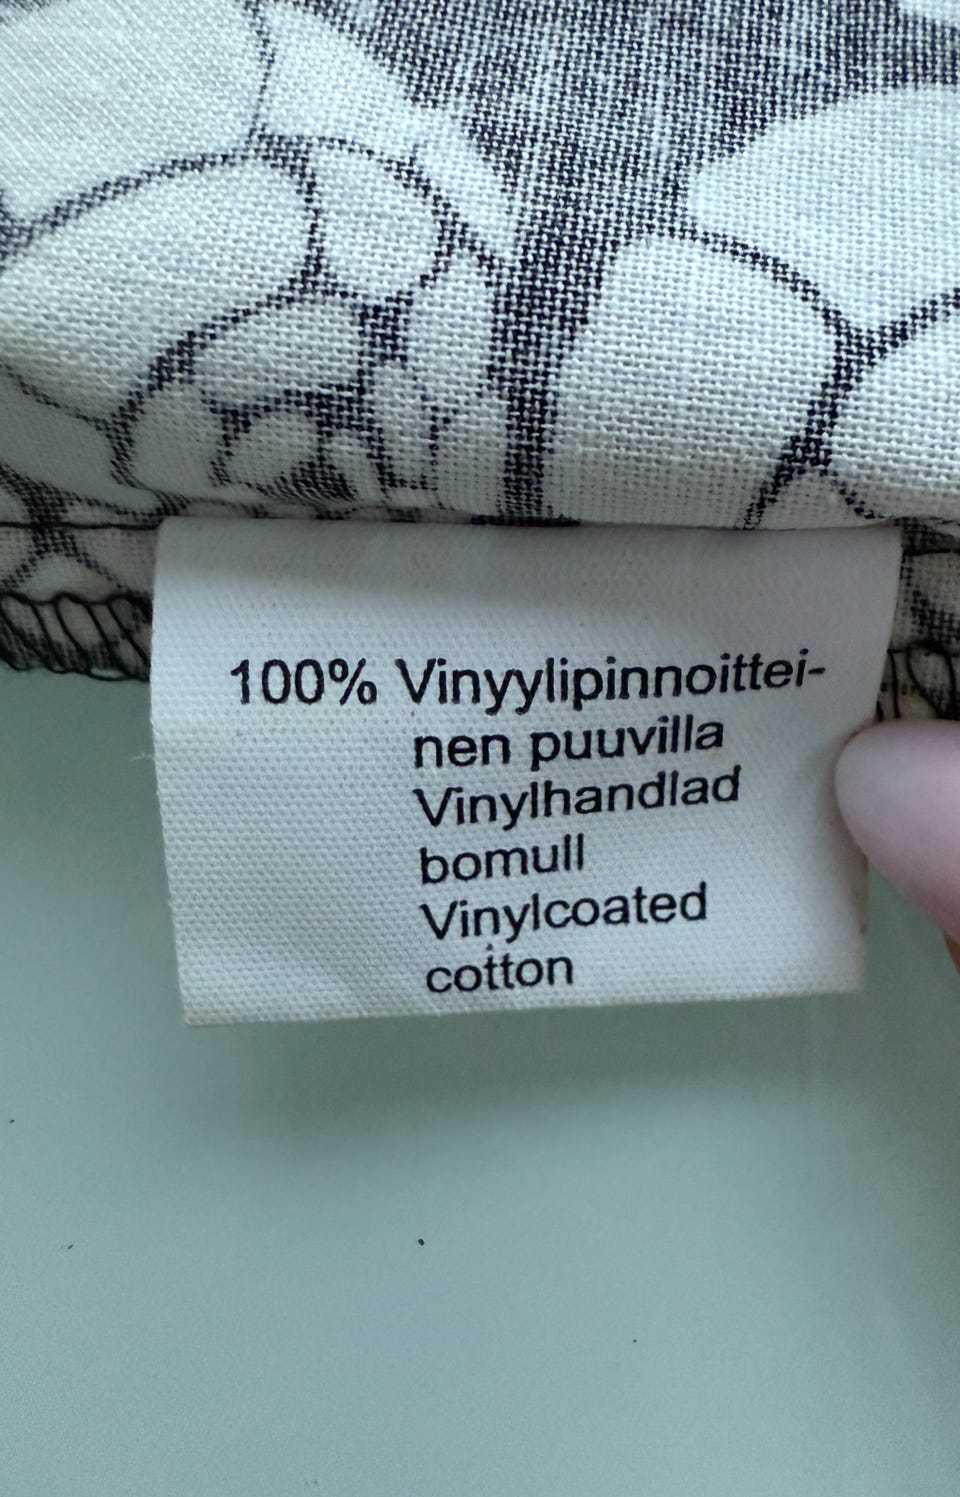 100% Vinyylipinnoittei-
nen puuvilla
Vinylhandlad
bomull
Vinylcoated
cotton